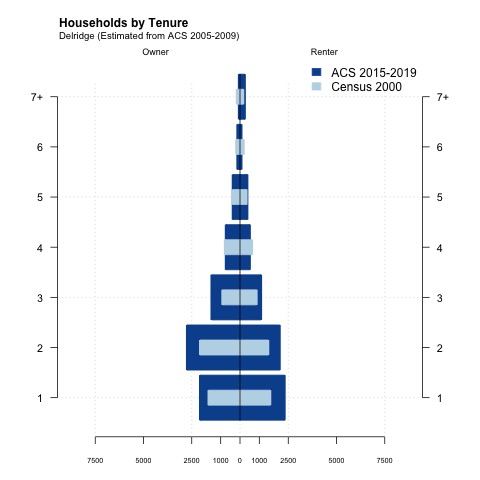 Households by Tenure
Delridge (Estimated from ACS 2005-2009)
Owner Renter
ACS 2015-2019
Census 2000
7+ 7+
6 6
5 5
4 4
3 3
2 2
1 1
7500 5000 2500 1000 0 1000 2500 5000 7500